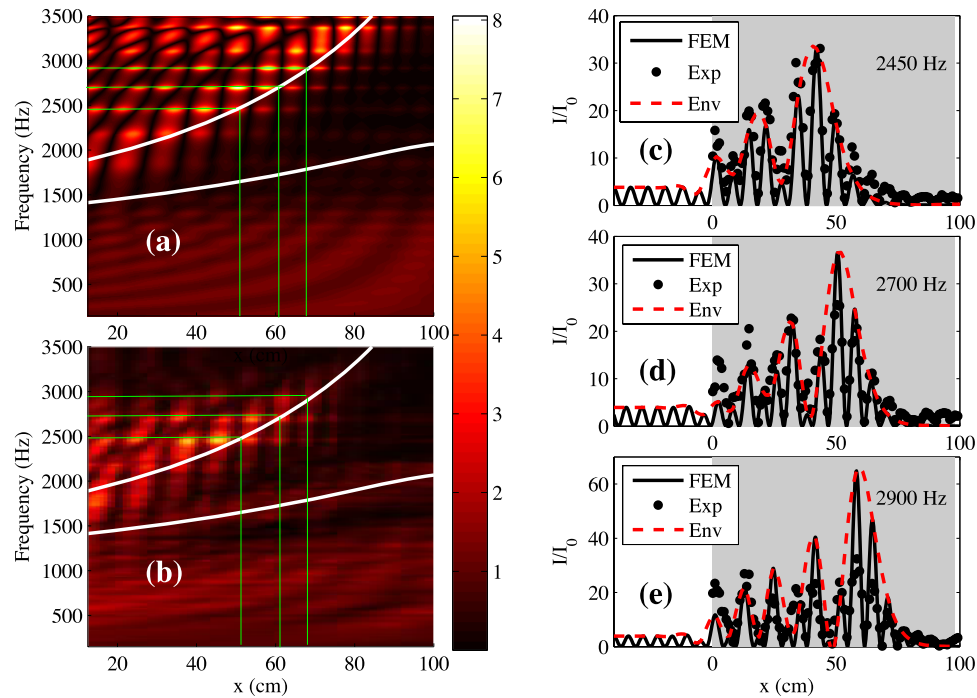 3500
3000
2500
2000
1500
1000
500
Frequency (Hz)
(a)
20 40 60 80 100
x (cm)
3500
3000
2500
2000
1500
1000
500
Frequency (Hz)
(b)
20 40 60 80 100
x (cm)
8
7
6
5
4
3
2
1
40
30
20
10
0
I/I0
FEM
Exp
Env
2450 Hz
(c)
0 50 100
40
30
20
10
0
I/I0
FEM
Exp
Env
2700 Hz
(d)
0 50 100
60
40
20
0
I/I0
FEM
Exp
Env
2900 Hz
(e)
0 50 100
x (cm)